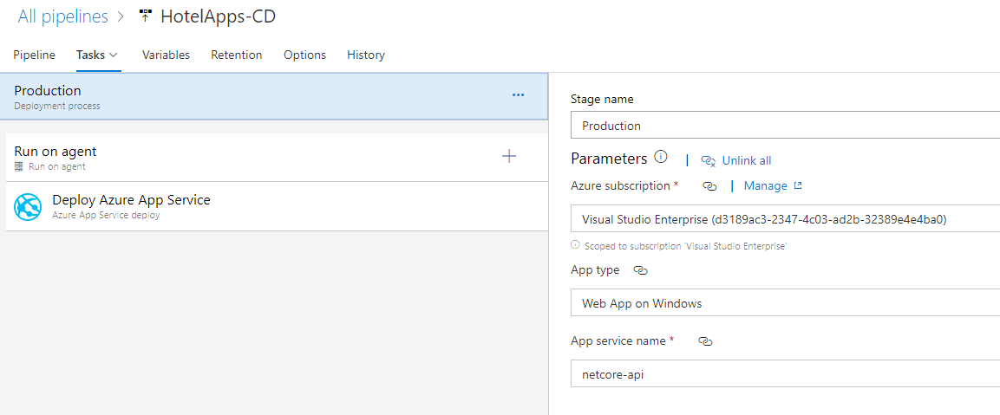 All pipelines > HotelApps-CD
Pipeline Tasks Variables Retention Options History
Production
Deployment process
Run on agent
Run on agent
Deploy Azure App Service
Azure App Service deploy
Stage name
Production
Parameters | Unlink all
Azure subscription * | Manage
Visual Studio Enterprise (d3189ac3-2347-4c03-ad2b-32389e4e4ba0)
Scoped to subscription 'Visual Studio Enterprise'
App type
Web App on Windows
App service name *
netcore-api